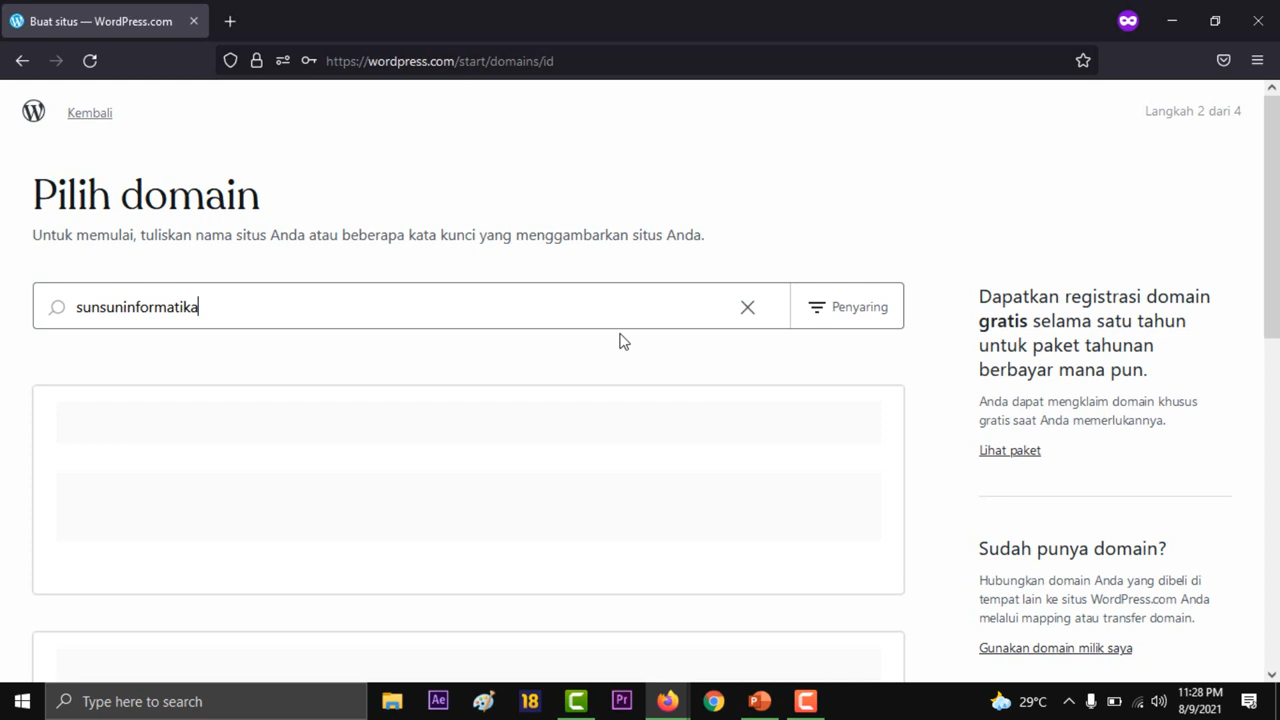 Buat situs — WordPress.com
https://wordpress.com/start/domains/id
Kembali
Langkah 2 dari 4
Pilih domain
Untuk memulai, tuliskan nama situs Anda atau beberapa kata kunci yang menggambarkan situs Anda.
sunsuninformatika
Penyaring
Dapatkan registrasi domain
gratis selama satu tahun
untuk paket tahunan
berbayar mana pun.
Anda dapat mengklaim domain khusus
gratis saat Anda memerlukannya.
Lihat paket
Sudah punya domain?
Hubungkan domain Anda yang dibeli di
tempat lain ke situs WordPress.com Anda
melalui mapping atau transfer domain.
Gunakan domain milik saya
Type here to search
Ae
18
Pr
29°C
11:28 PM
8/9/2021